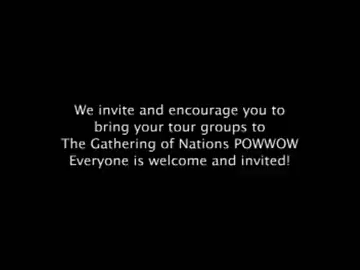 We invite and encourage you to
bring your tour groups to
The Gathering of Nations POWWOW
Everyone is welcome and invited!